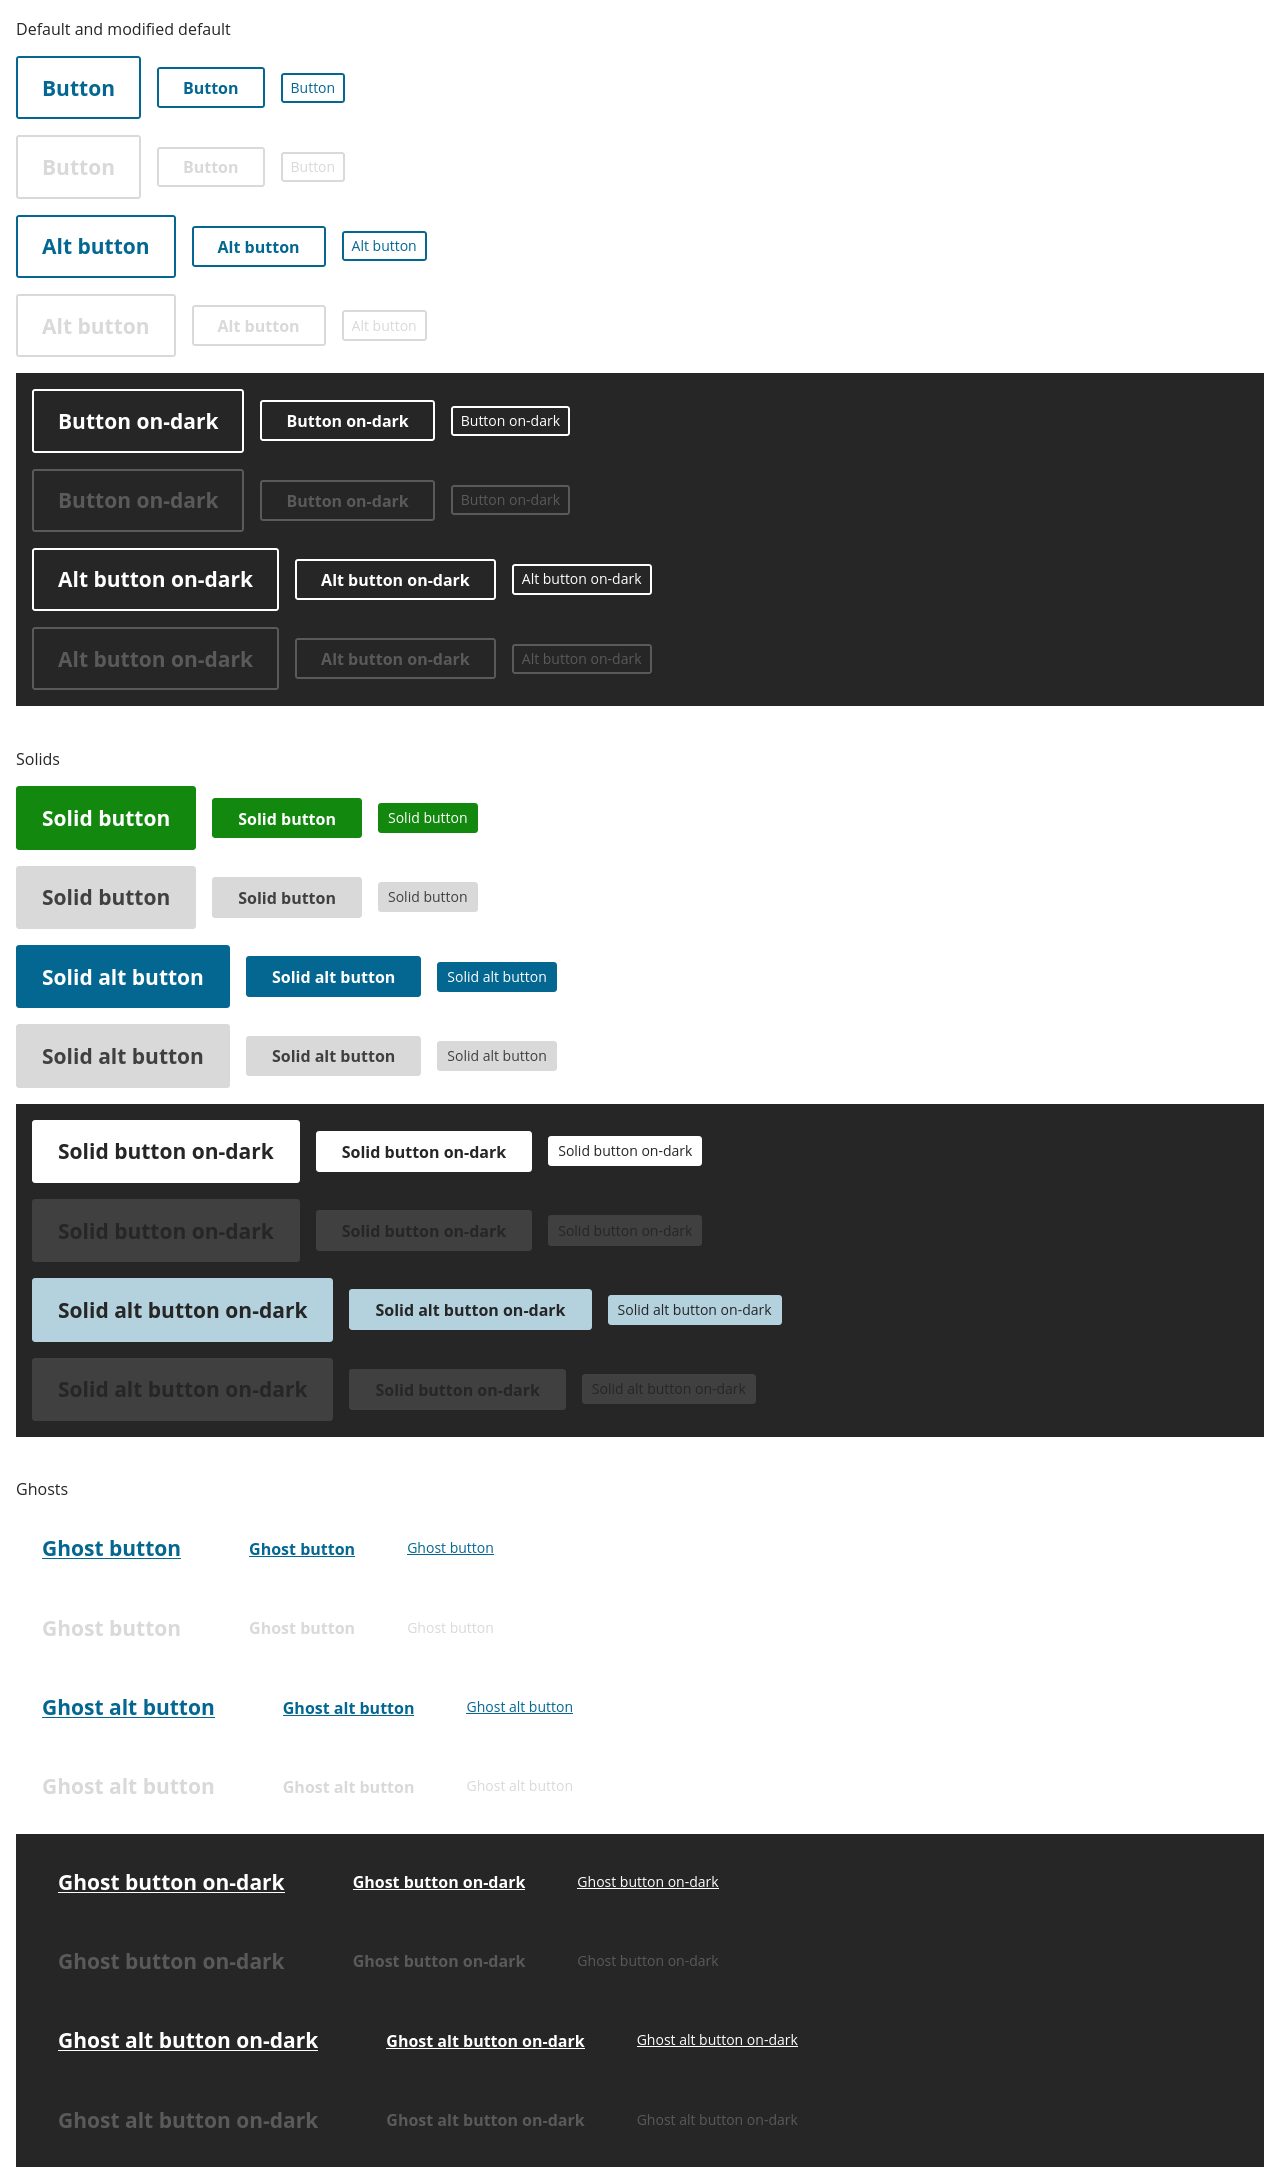 Default and modified default
Button Button Button
Button Button Button
Alt button Alt button Alt button
Alt button Alt button Alt button
Button on-dark Button on-dark Button on-dark
Button on-dark Button on-dark Button on-dark
Alt button on-dark Alt button on-dark Alt button on-dark
Alt button on-dark Alt button on-dark Alt button on-dark
Solids
Solid button Solid button Solid button
Solid button Solid button Solid button
Solid alt button Solid alt button Solid alt button
Solid alt button Solid alt button Solid alt button
Solid button on-dark Solid button on-dark Solid button on-dark
Solid button on-dark Solid button on-dark Solid button on-dark
Solid alt button on-dark Solid alt button on-dark Solid alt button on-dark
Solid alt button on-dark Solid button on-dark Solid alt button on-dark
Ghosts
Ghost button Ghost button Ghost button
Ghost button Ghost button Ghost button
Ghost alt button Ghost alt button Ghost alt button
Ghost alt button Ghost alt button Ghost alt button
Ghost button on-dark Ghost button on-dark Ghost button on-dark
Ghost button on-dark Ghost button on-dark Ghost button on-dark
Ghost alt button on-dark Ghost alt button on-dark Ghost alt button on-dark
Ghost alt button on-dark Ghost alt button on-dark Ghost alt button on-dark